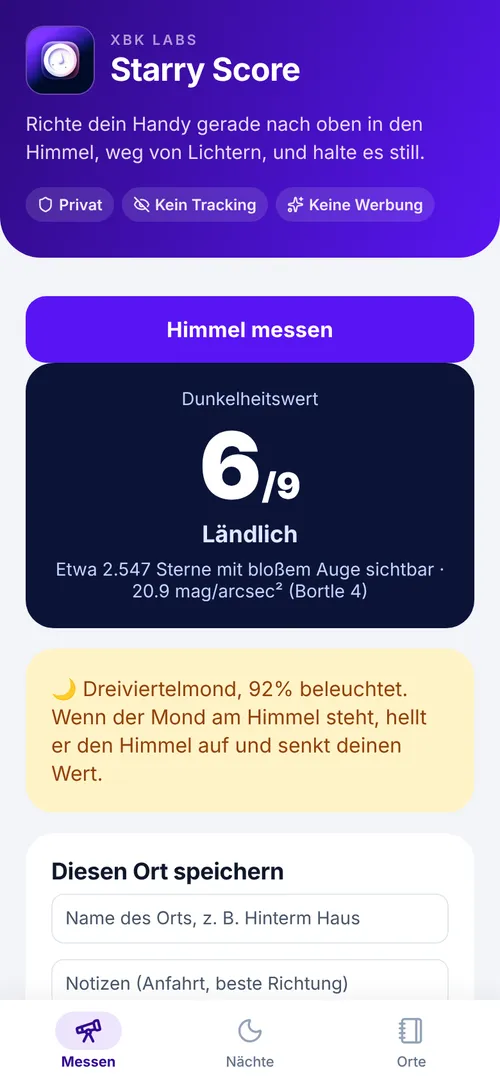 XBK LABS
Starry Score
Richte dein Handy gerade nach oben in den
Himmel, weg von Lichtern, und halte es still.
Privat
Kein Tracking
Keine Werbung
Himmel messen
Dunkelheitswert
6/9
Ländlich
Etwa 2.547 Sterne mit bloßem Auge sichtbar ·
20.9 mag/arcsec² (Bortle 4)
🌙 Dreiviertelmond, 92% beleuchtet.
Wenn der Mond am Himmel steht, hellt
er den Himmel auf und senkt deinen
Wert.
Diesen Ort speichern
Name des Orts, z. B. Hinterm Haus
Notizen (Anfahrt, beste Richtung)
Messen
Nächte
Orte